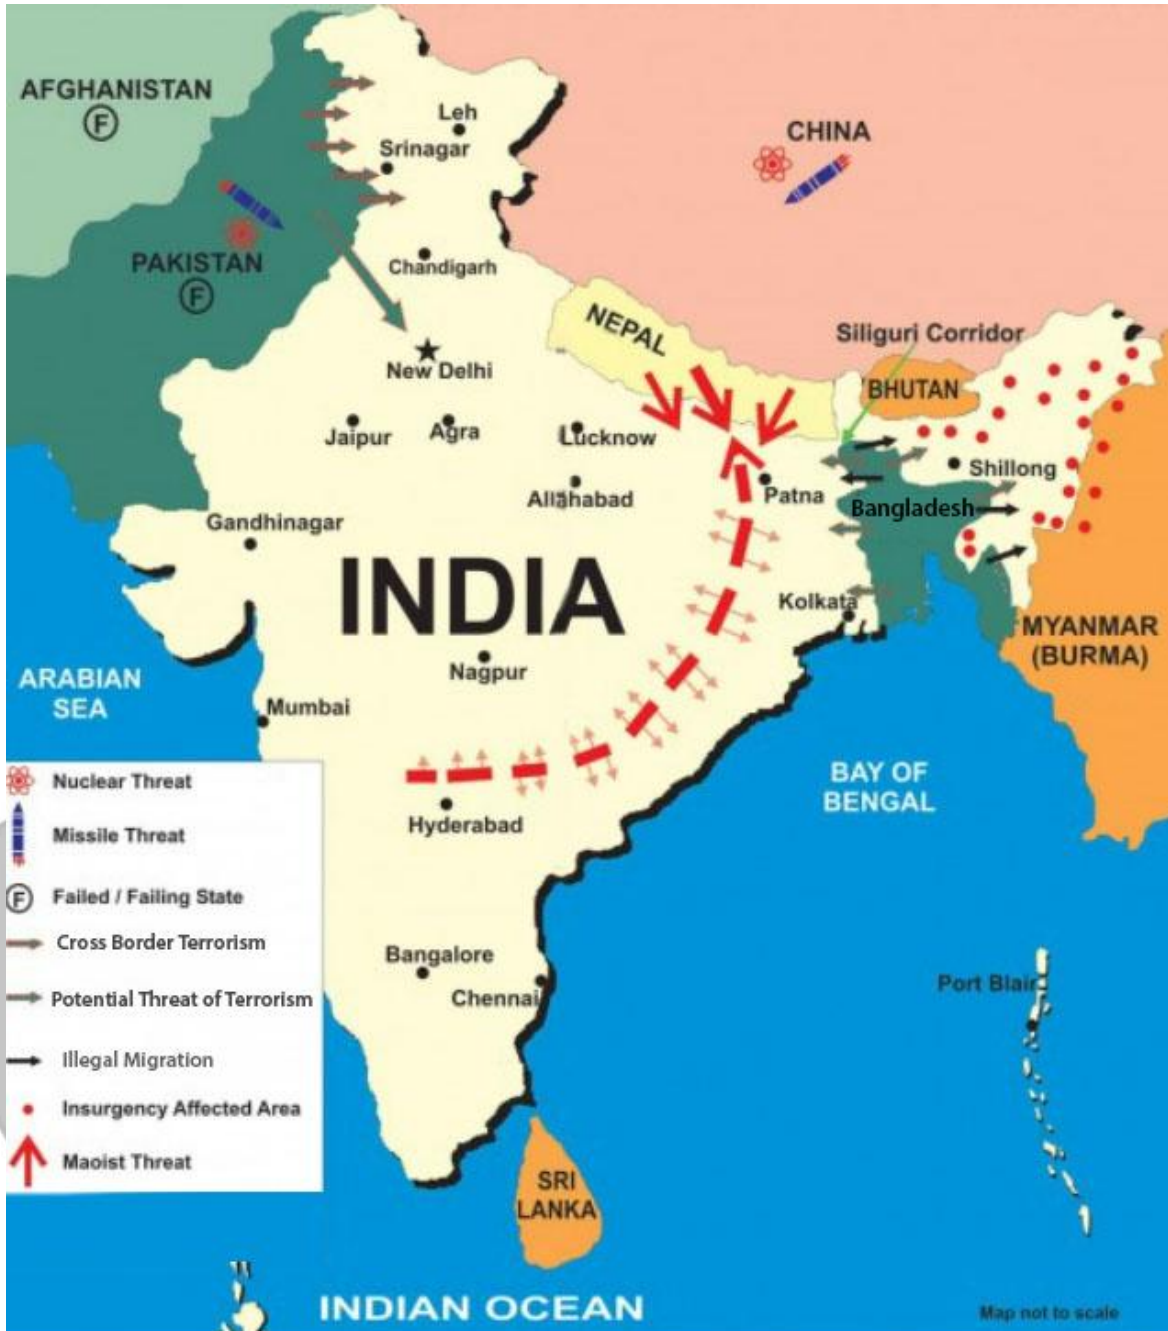 AFGHANISTAN
F
Leh
Srinagar
CHINA
PAKISTAN
F
Chandigarh
NEPAL
Siliguri Corridor
New Delhi
BHUTAN
Jaipur
Agra
Lucknow
Shillong
Allahabad
Patna
Bangladesh
Gandhinagar
INDIA
Kolkata
MYANMAR
(BURMA)
Nagpur
ARABIAN
SEA
Mumbai
Nuclear Threat
BAY OF
BENGAL
Missile Threat
Hyderabad
F
Failed / Failing State
Cross Border Terrorism
Bangalore
Port Blair
Potential Threat of Terrorism
Chennai
Illegal Migration
Insurgency Affected Area
Maoist Threat
SRI
LANKA
INDIAN OCEAN
Map not to scale